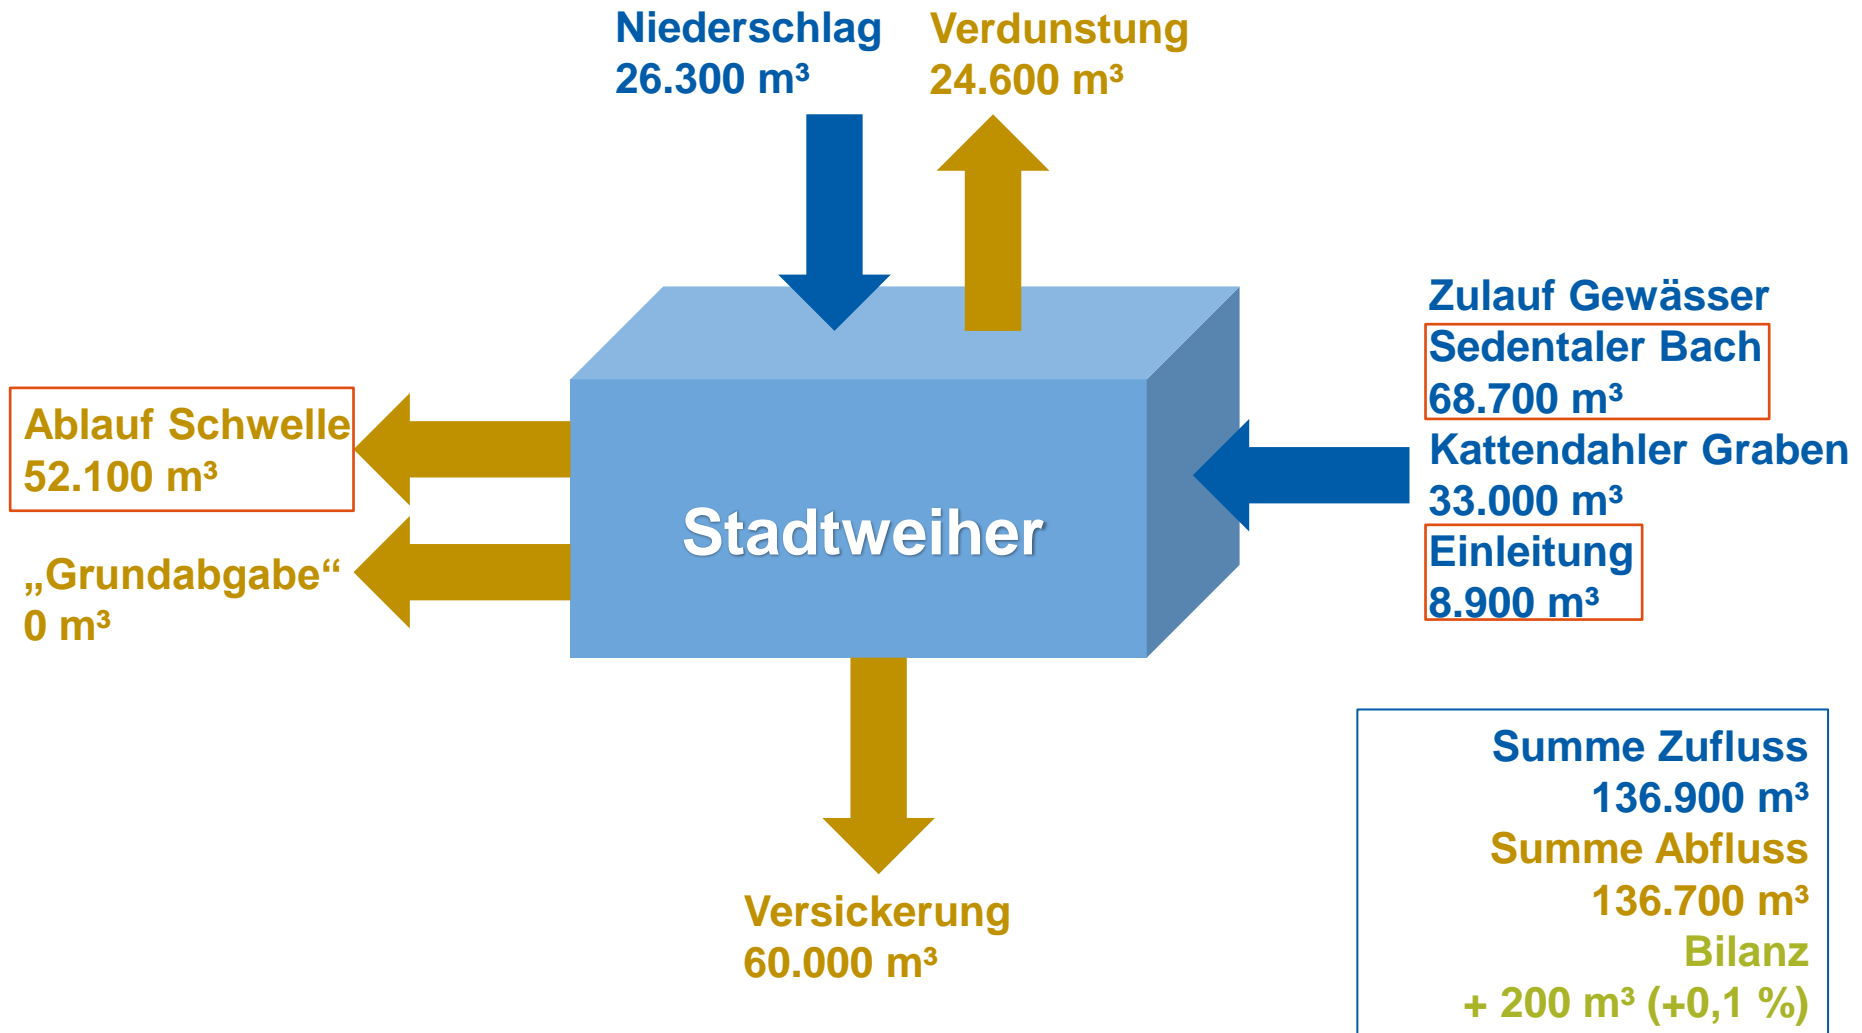 Niederschlag
26.300 m³
Verdunstung
24.600 m³
Zulauf Gewässer
Sedentaler Bach
68.700 m³
Kattendahler Graben
33.000 m³
Einleitung
8.900 m³
Ablauf Schwelle
52.100 m³
„Grundabgabe“
0 m³
Stadtweiher
Versickerung
60.000 m³
Summe Zufluss
136.900 m³
Summe Abfluss
136.700 m³
Bilanz
+ 200 m³ (+0,1 %)